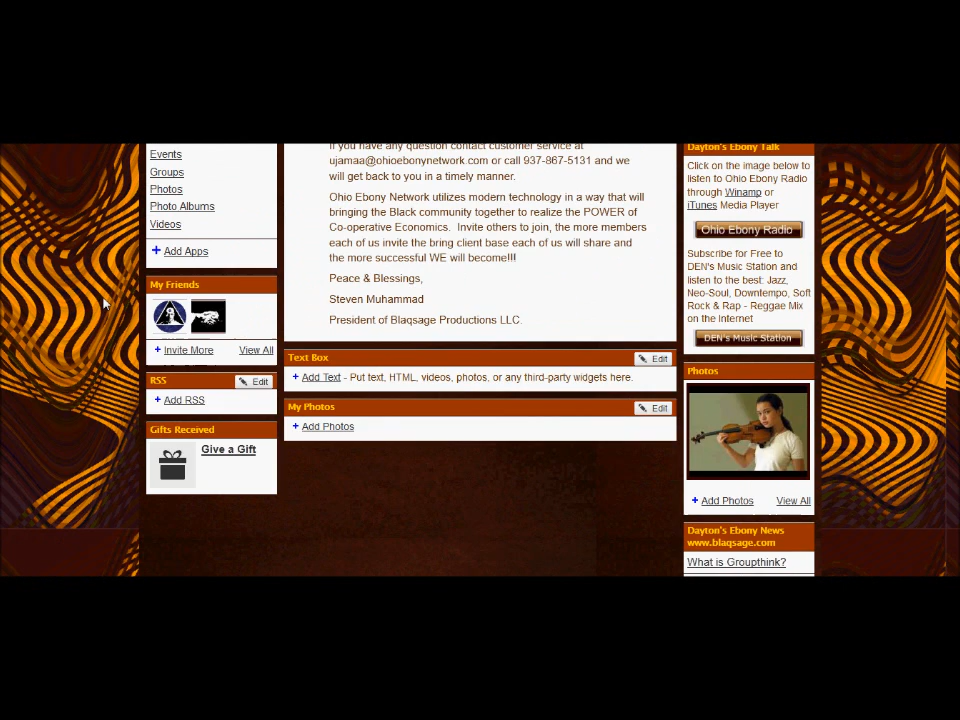 Events
Groups
Photos
Photo Albums
Videos
+ Add Apps
My Friends
+ Invite More View All
RSS Edit
+ Add RSS
Gifts Received
Give a Gift
If you have any question contact customer service at
ujamaa@ohioebonynetwork.com or call 937-867-5131 and we
will get back to you in a timely manner.
Ohio Ebony Network utilizes modern technology in a way that will
bringing the Black community together to realize the POWER of
Co-operative Economics. Invite others to join, the more members
each of us invite the bring client base each of us will share and
the more successful WE will become!!!
Peace & Blessings,
Steven Muhammad
President of Blaqsage Productions LLC.
Text Box Edit
+ Add Text - Put text, HTML, videos, photos, or any third-party widgets here.
My Photos Edit
+ Add Photos
Dayton's Ebony Talk
Click on the image below to
listen to Ohio Ebony Radio
through Winamp or
iTunes Media Player
Ohio Ebony Radio
Subscribe for Free to
DEN's Music Station and
listen to the best: Jazz,
Neo-Soul, Downtempo, Soft
Rock & Rap - Reggae Mix
on the Internet
DEN's Music Station
Photos
+ Add Photos View All
Dayton's Ebony News
www.blaqsage.com
What is Groupthink?